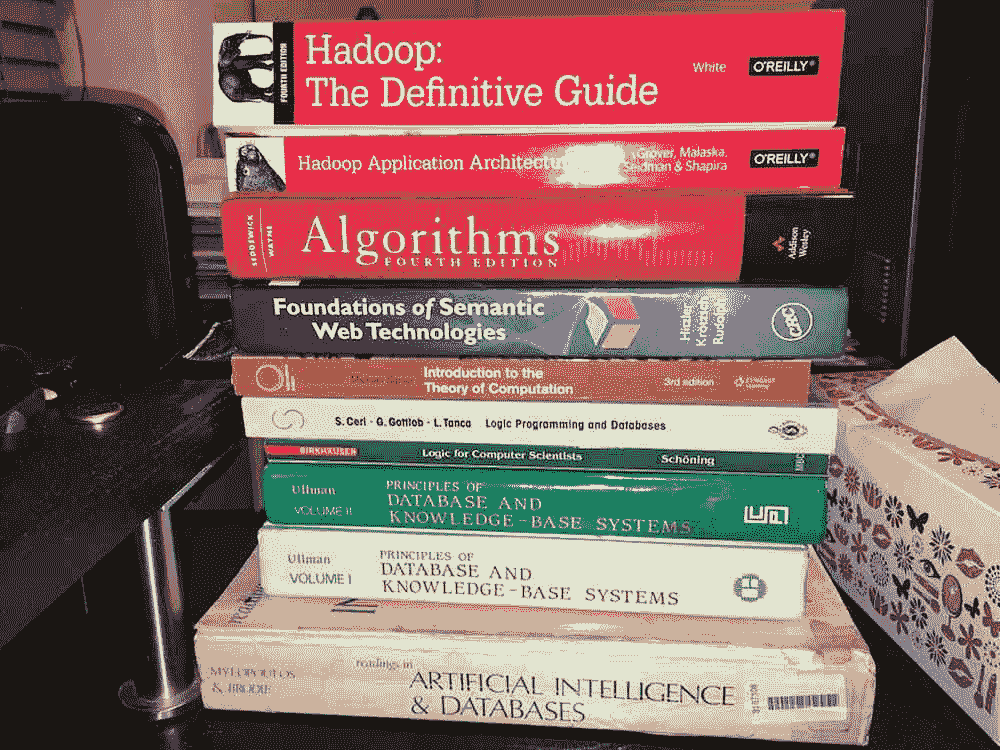 FOURTH EDITION
Hadoop:
The Definitive Guide
White
O'REILLY®
Hadoop Application
Grover, Malaska,
& Shapira
O'REILLY®
SEDGEWICK
WAYNE
Algorithms
FOURTH EDITION
Addison
Wesley
Foundations of Semantic
Web Technologies
Hitzler
Krötzsch
Rudolph
CRC
Introduction to the
Theory of Computation
3rd edition
S. Ceri · G. Gottlob · L. Tanca Logic Programming and Databases
BIRKHAUSER
Logic for Computer Scientists
Schöning
Ullman
VOLUME II
PRINCIPLES OF
DATABASE AND
KNOWLEDGE-BASE SYSTEMS
Ullman
VOLUME I
PRINCIPLES OF
DATABASE AND
KNOWLEDGE-BASE SYSTEMS
MYLOPOULOS
& BRODIE
readings in
ARTIFICIAL INTELLIGENCE
& DATABASES